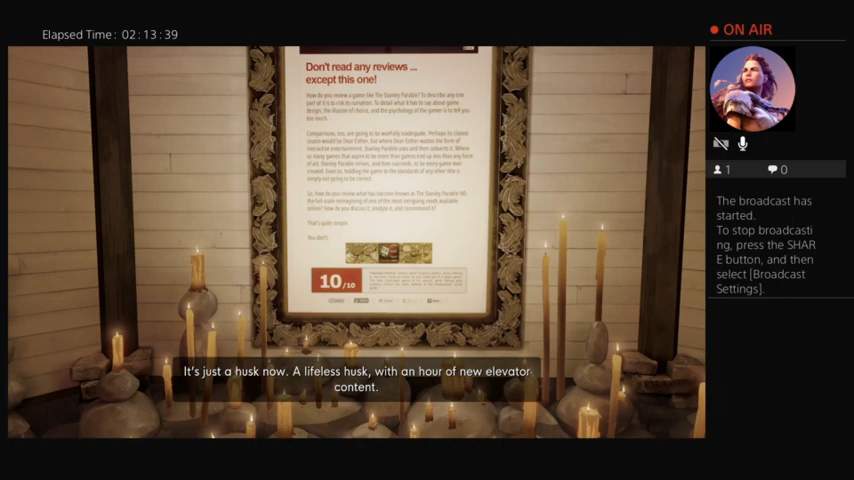 Elapsed Time: 02:13:39
ON AIR
Don't read any reviews ...
except this one!
How do you review a game like The Stanley Parable? To describe any one
part of it is to risk its ruination. To detail what it has to say about game
design, the illusion of choice, and the psychology of the gamer is to tell you
too much.
Comparisons, too, are going to be woefully inadequate. Perhaps its closest
cousin would be Dear Esther, but where Dear Esther wastes the form of
interactive entertainment, Stanley Parable uses and then subverts it. Where
so many games that aspire to be more than games end up less than any form
of art, Stanley Parable strives, and then succeeds, to be every game ever
created. Even so, holding her game to the standards of any other title is
simply not going to be correct.
So, how do you review what has become known as The Stanley Parable HD,
the full-scale reimagining of one of the most intriguing mods available
online? How do you discuss it, analyze it, and recommend it?
That's quite simple.
You don't.
10/10
It's just a husk now. A lifeless husk, with an hour of new elevator
content.
1
0
The broadcast has
started.
To stop broadcasti
ng, press the SHAR
E button, and then
select [Broadcast
Settings].